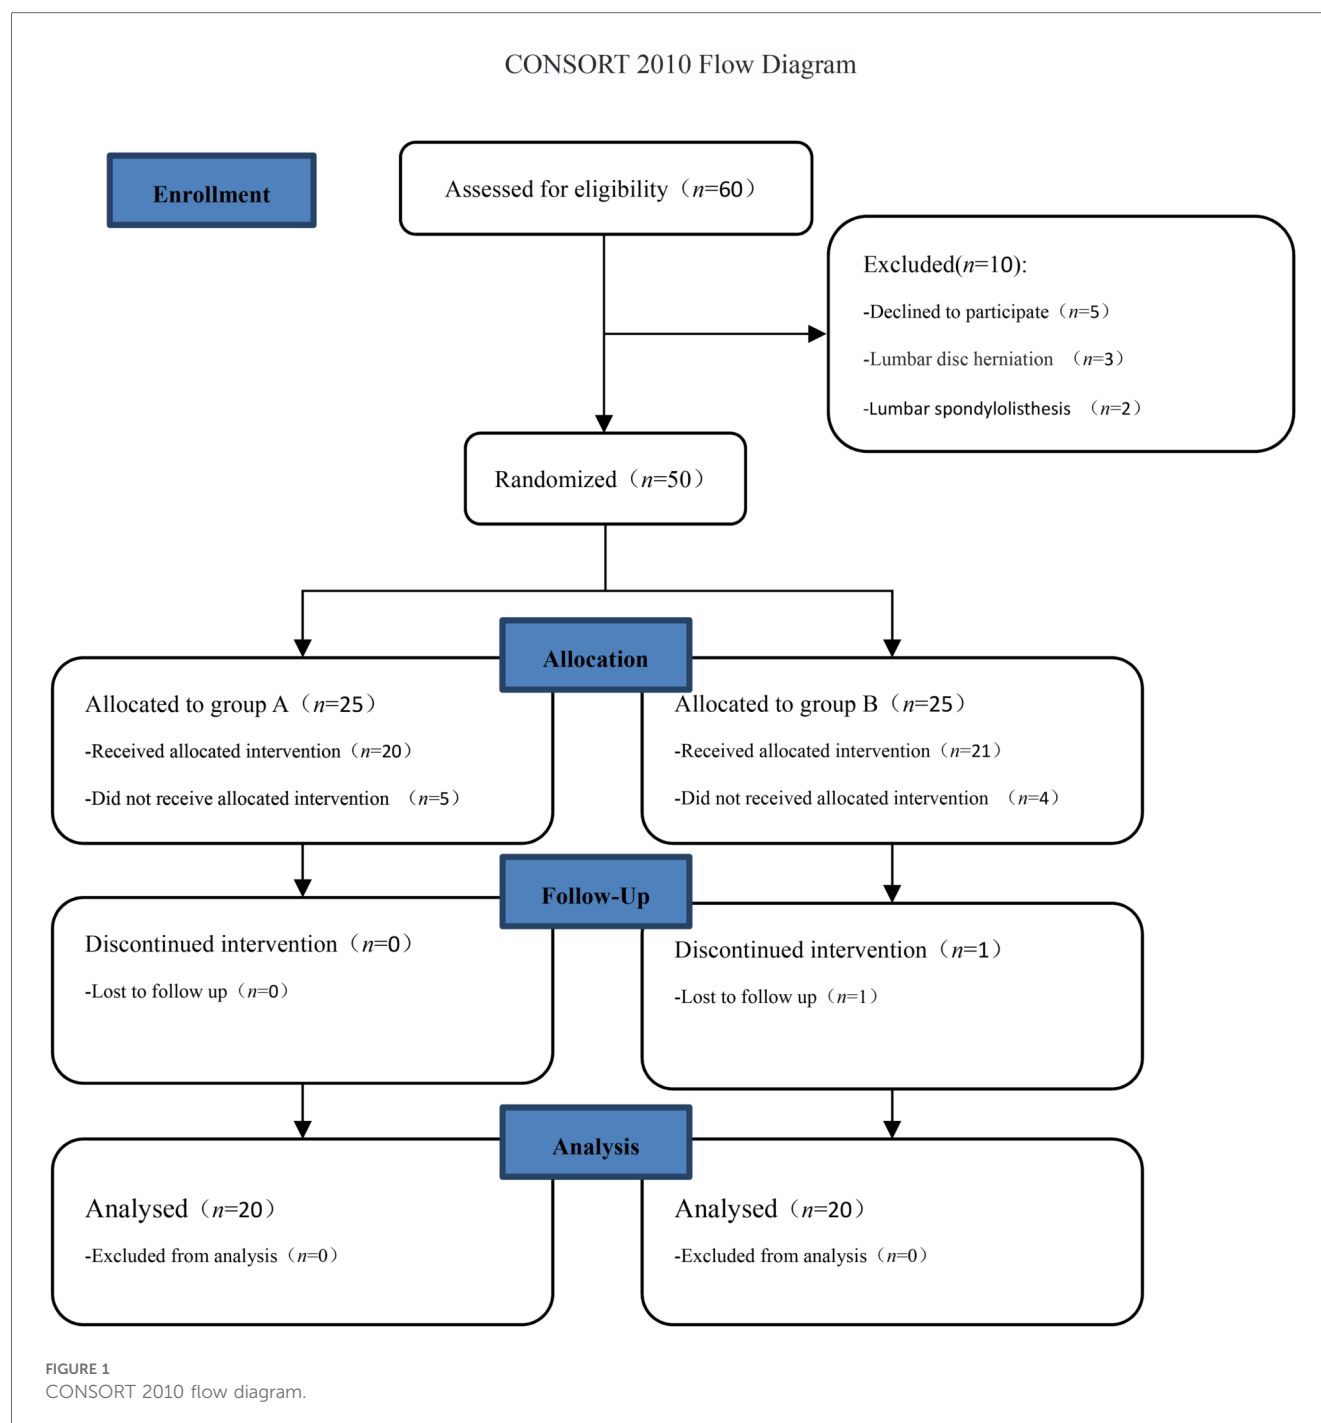 CONSORT 2010 Flow Diagram
Enrollment
Assessed for eligibility（n=60）
Excluded(n=10):
-Declined to participate（n=5）
-Lumbar disc herniation （n=3）
-Lumbar spondylolisthesis （n=2）
Randomized（n=50）
Allocation
Allocated to group A（n=25）
-Received allocated intervention（n=20）
-Did not receive allocated intervention （n=5）
Allocated to group B（n=25）
-Received allocated intervention（n=21）
-Did not received allocated intervention （n=4）
Follow-Up
Discontinued intervention（n=0）
-Lost to follow up（n=0）
Discontinued intervention（n=1）
-Lost to follow up（n=1）
Analysis
Analysed（n=20）
-Excluded from analysis（n=0）
Analysed（n=20）
-Excluded from analysis（n=0）
FIGURE 1
CONSORT 2010 flow diagram.